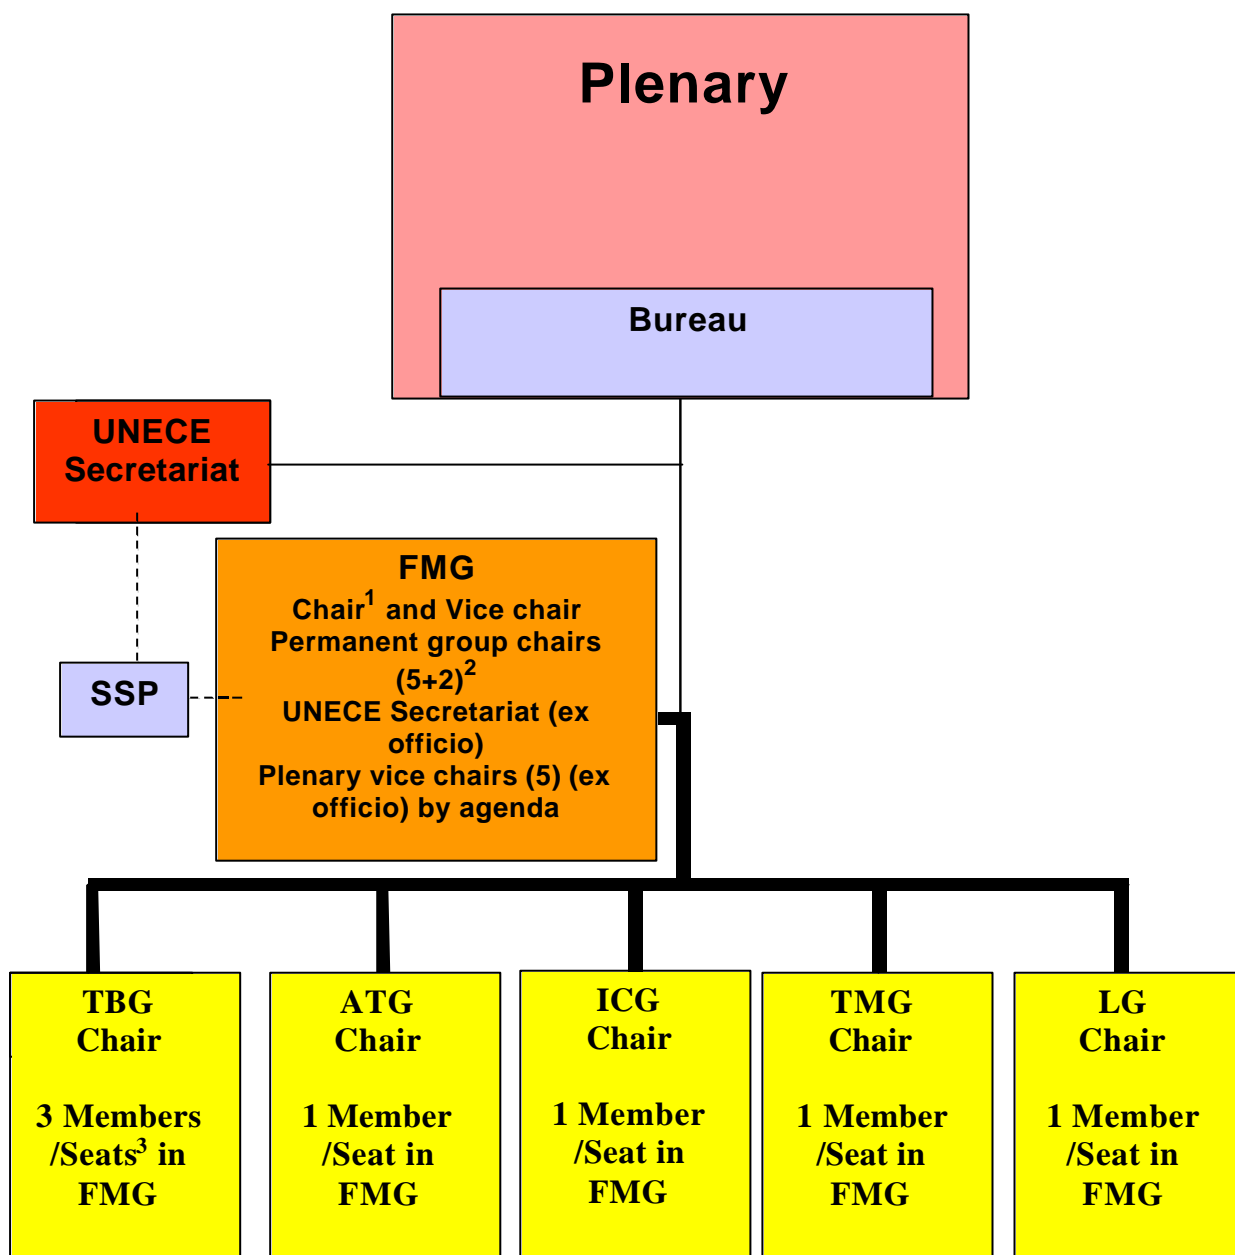 Plenary
Bureau
UNECE
Secretariat
FMG
Chair¹ and Vice chair
Permanent group chairs
(5+2)²
UNECE Secretariat (ex
officio)
Plenary vice chairs (5) (ex
officio) by agenda
SSP
TBG
Chair
3 Members
/Seats³ in
FMG
ATG
Chair
1 Member
/Seat in
FMG
ICG
Chair
1 Member
/Seat in
FMG
TMG
Chair
1 Member
/Seat in
FMG
LG
Chair
1 Member
/Seat in
FMG